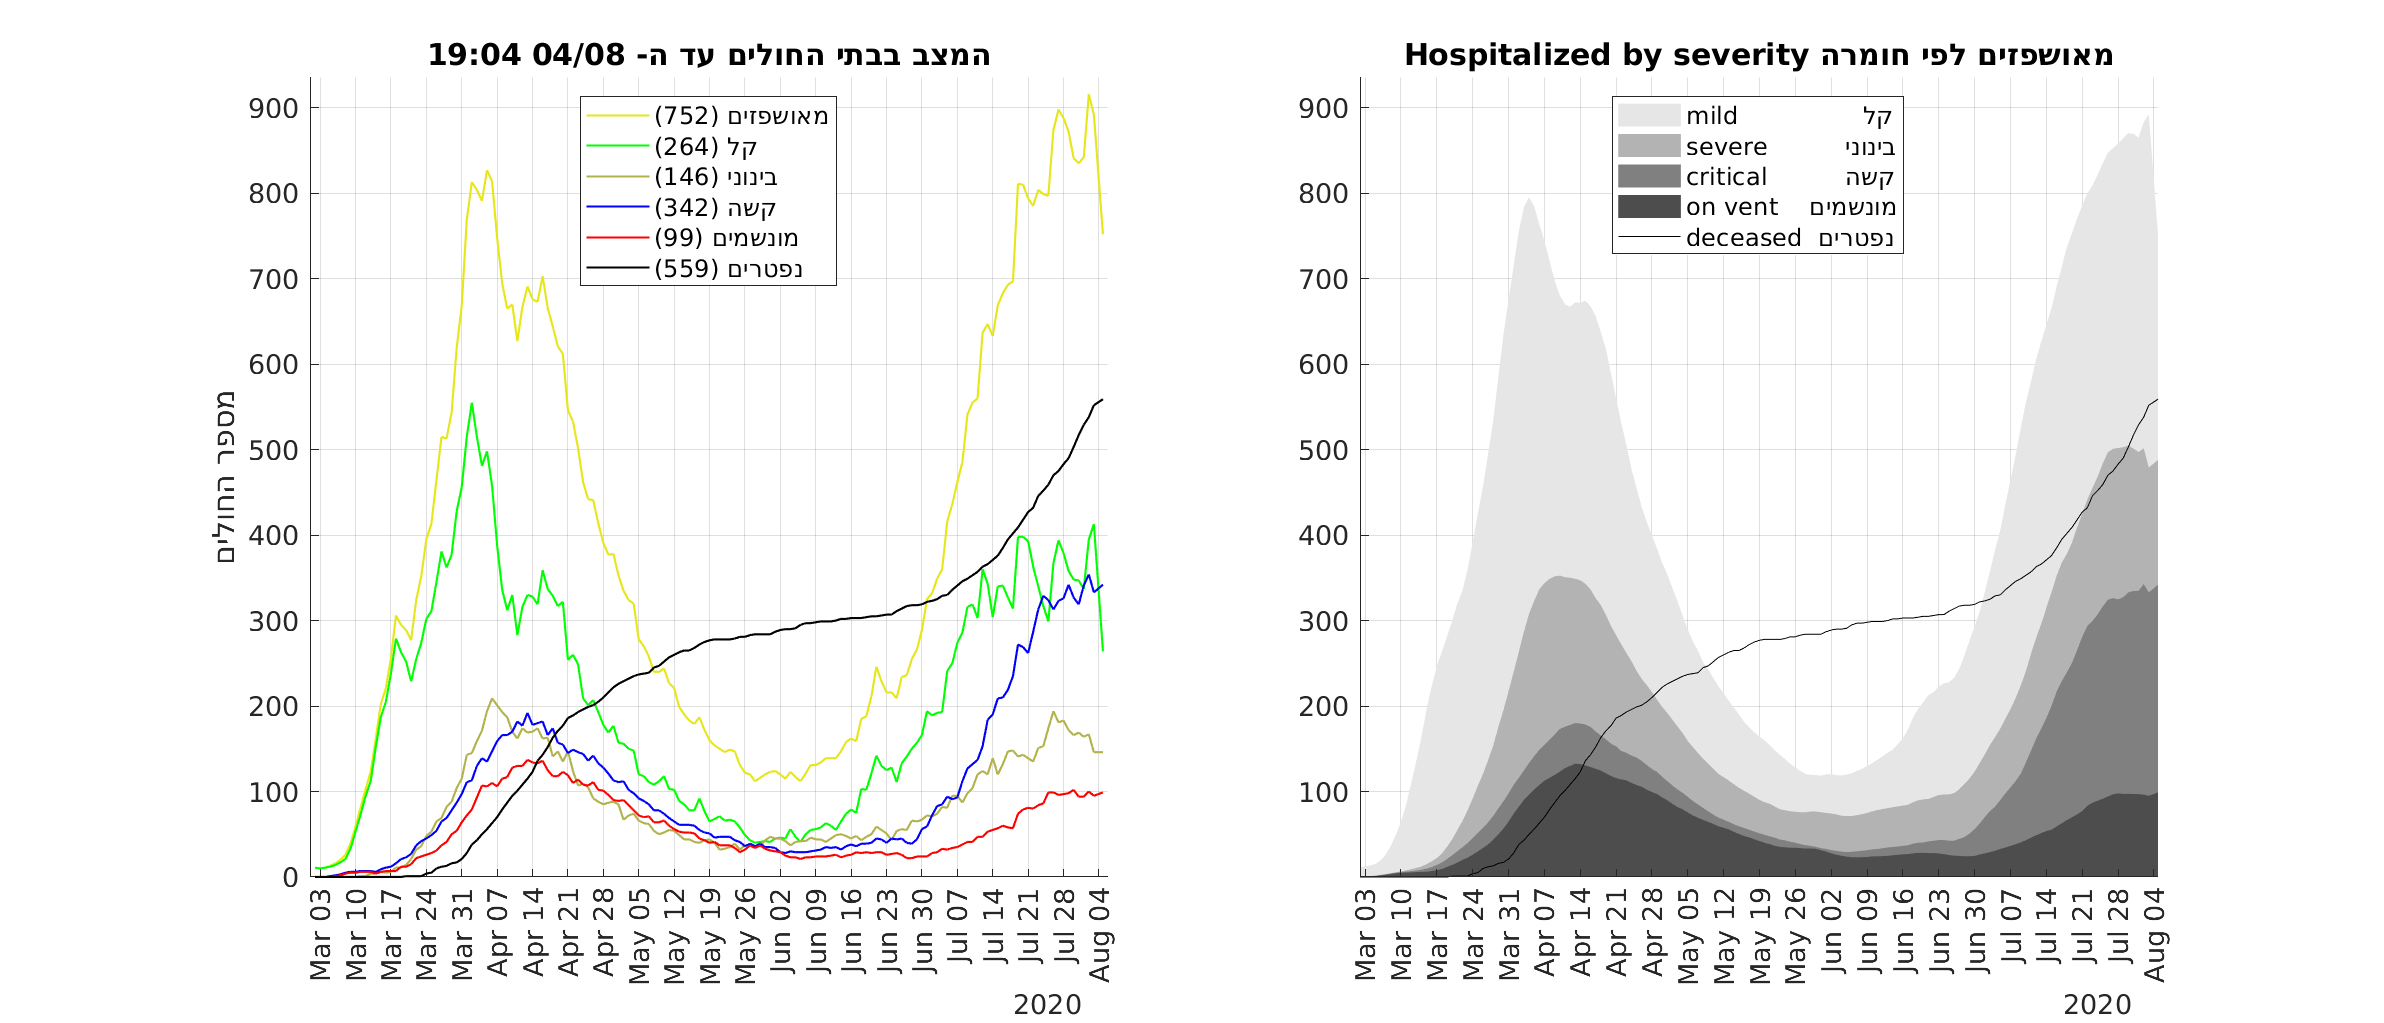 המצב בבתי החולים עד ה- 04/08 19:04
מאושפזים (752)
קל (264)
בינוני (146)
קשה (342)
מונשמים (99)
נפטרים (559)
מספר החולים
900
800
700
600
500
400
300
200
100
0
Mar 03
Mar 10
Mar 17
Mar 24
Mar 31
Apr 07
Apr 14
Apr 21
Apr 28
May 05
May 12
May 19
May 26
Jun 02
Jun 09
Jun 16
Jun 23
Jun 30
Jul 07
Jul 14
Jul 21
Jul 28
Aug 04
2020
Hospitalized by severity מאושפזים לפי חומרה
mild קל
severe בינוני
critical קשה
on vent מונשמים
deceased נפטרים
900
800
700
600
500
400
300
200
100
Mar 03
Mar 10
Mar 17
Mar 24
Mar 31
Apr 07
Apr 14
Apr 21
Apr 28
May 05
May 12
May 19
May 26
Jun 02
Jun 09
Jun 16
Jun 23
Jun 30
Jul 07
Jul 14
Jul 21
Jul 28
Aug 04
2020